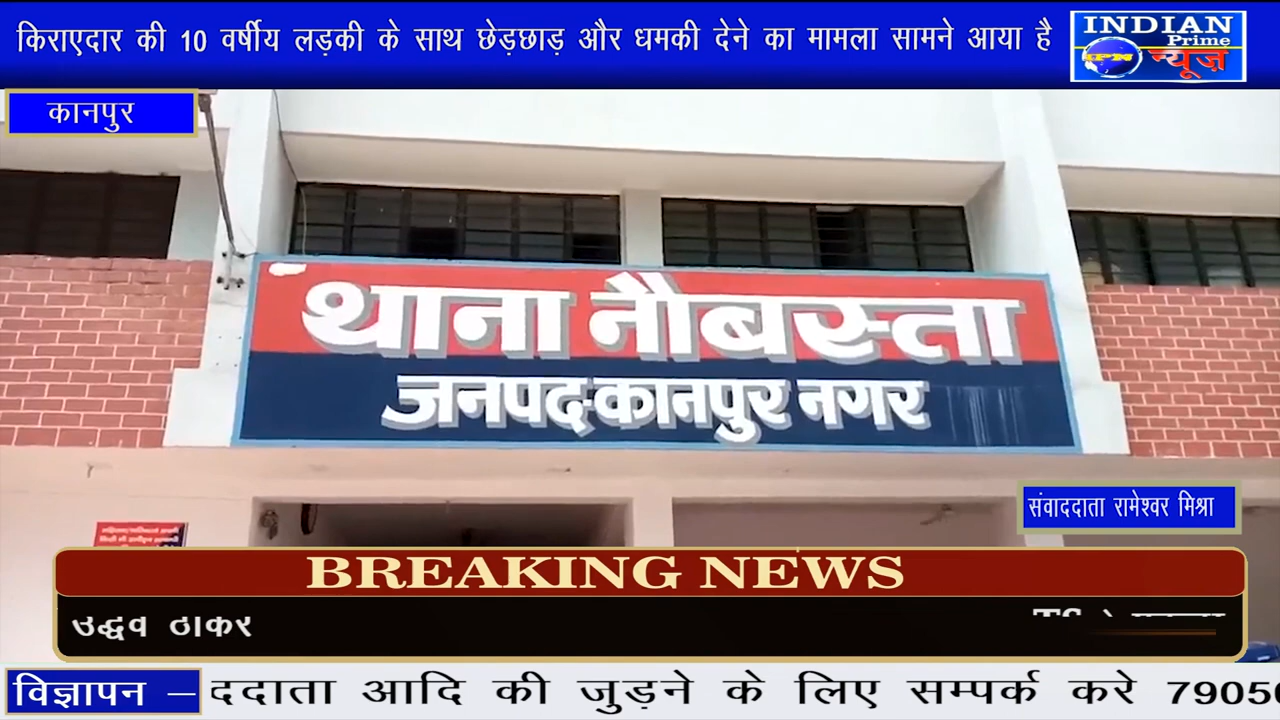 किराएदार की 10 वर्षीय लड़की के साथ छेड़छाड़ और धमकी देने का मामला सामने आया है
INDIAN
Prime
IPN न्यूज़
कानपुर
थाना नौबस्ता
जनपद-कानपुर नगर
संवाददाता रामेश्वर मिश्रा
BREAKING NEWS
उद्धव ठाकर
विज्ञापन – ददाता आदि की जुड़ने के लिए सम्पर्क करे 7905